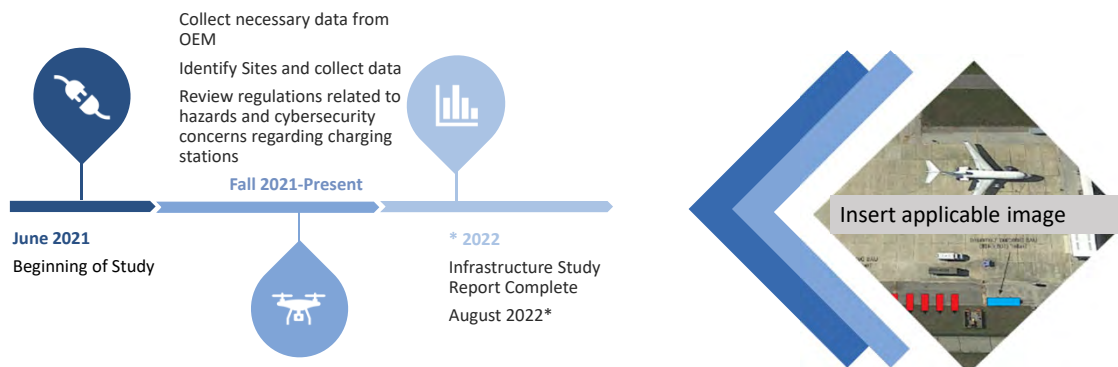 Collect necessary data from
OEM
Identify Sites and collect data
Review regulations related to
hazards and cybersecurity
concerns regarding charging
stations
Fall 2021-Present
June 2021
Beginning of Study
* 2022
Infrastructure Study
Report Complete
August 2022*
Insert applicable image